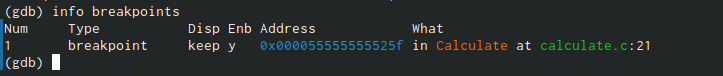 (gdb) info breakpoints
Num Type Disp Enb Address What
1 breakpoint keep y 0x000055555555525f in Calculate at calculate.c:21
(gdb)